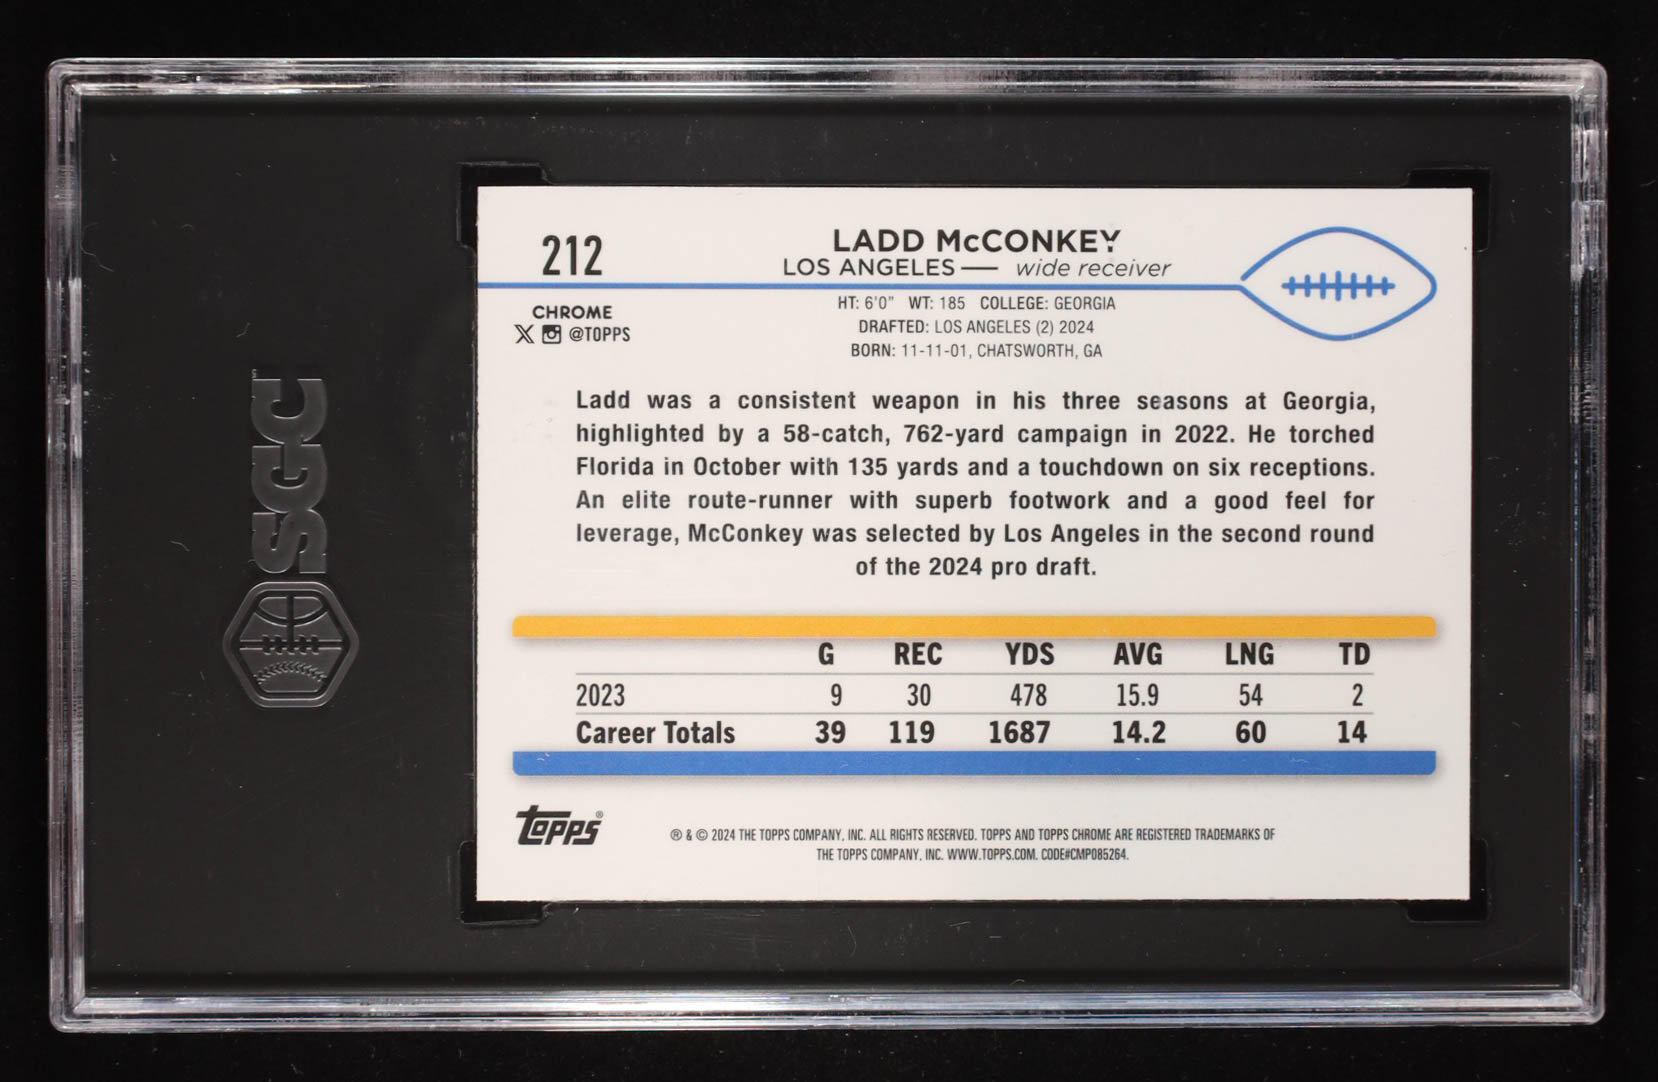 212
LADD McCONKEY
LOS ANGELES — wide receiver
CHROME
@TOPPS
HT: 6'0" WT: 185 COLLEGE: GEORGIA
DRAFTED: LOS ANGELES (2) 2024
BORN: 11-11-01, CHATSWORTH, GA
Ladd was a consistent weapon in his three seasons at Georgia,
highlighted by a 58-catch, 762-yard campaign in 2022. He torched
Florida in October with 135 yards and a touchdown on six receptions.
An elite route-runner with superb footwork and a good feel for
leverage, McConkey was selected by Los Angeles in the second round
of the 2024 pro draft.
G REC YDS AVG LNG TD
2023 9 30 478 15.9 54 2
Career Totals 39 119 1687 14.2 60 14
Topps®
® & © 2024 THE TOPPS COMPANY, INC. ALL RIGHTS RESERVED. TOPPS AND TOPPS CHROME ARE REGISTERED TRADEMARKS OF
THE TOPPS COMPANY, INC. WWW.TOPPS.COM. CODE#CMP085264.
SGC